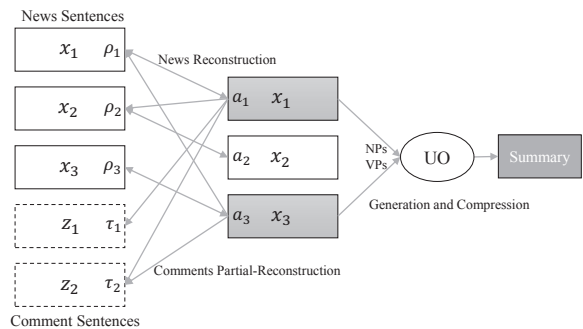 News Sentences
x₁ ρ₁
x₂ ρ₂
x₃ ρ₃
z₁ τ₁
z₂ τ₂
Comment Sentences
News Reconstruction
a₁ x₁
a₂ x₂
a₃ x₃
Comments Partial-Reconstruction
NPs
VPs
UO
Summary
Generation and Compression